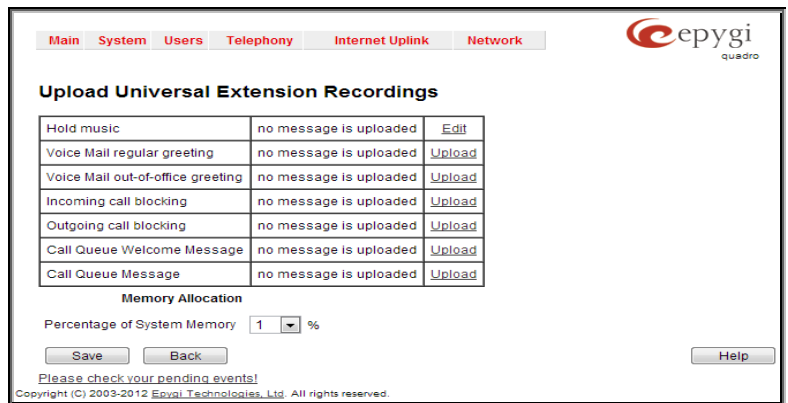 Main System Users Telephony Internet Uplink Network
epygi
quadro
Upload Universal Extension Recordings
Hold music no message is uploaded Edit
Voice Mail regular greeting no message is uploaded Upload
Voice Mail out-of-office greeting no message is uploaded Upload
Incoming call blocking no message is uploaded Upload
Outgoing call blocking no message is uploaded Upload
Call Queue Welcome Message no message is uploaded Upload
Call Queue Message no message is uploaded Upload
Memory Allocation
Percentage of System Memory 1 %
Save Back Help
Please check your pending events!
Copyright (C) 2003-2012 Epygi Technologies, Ltd. All rights reserved.